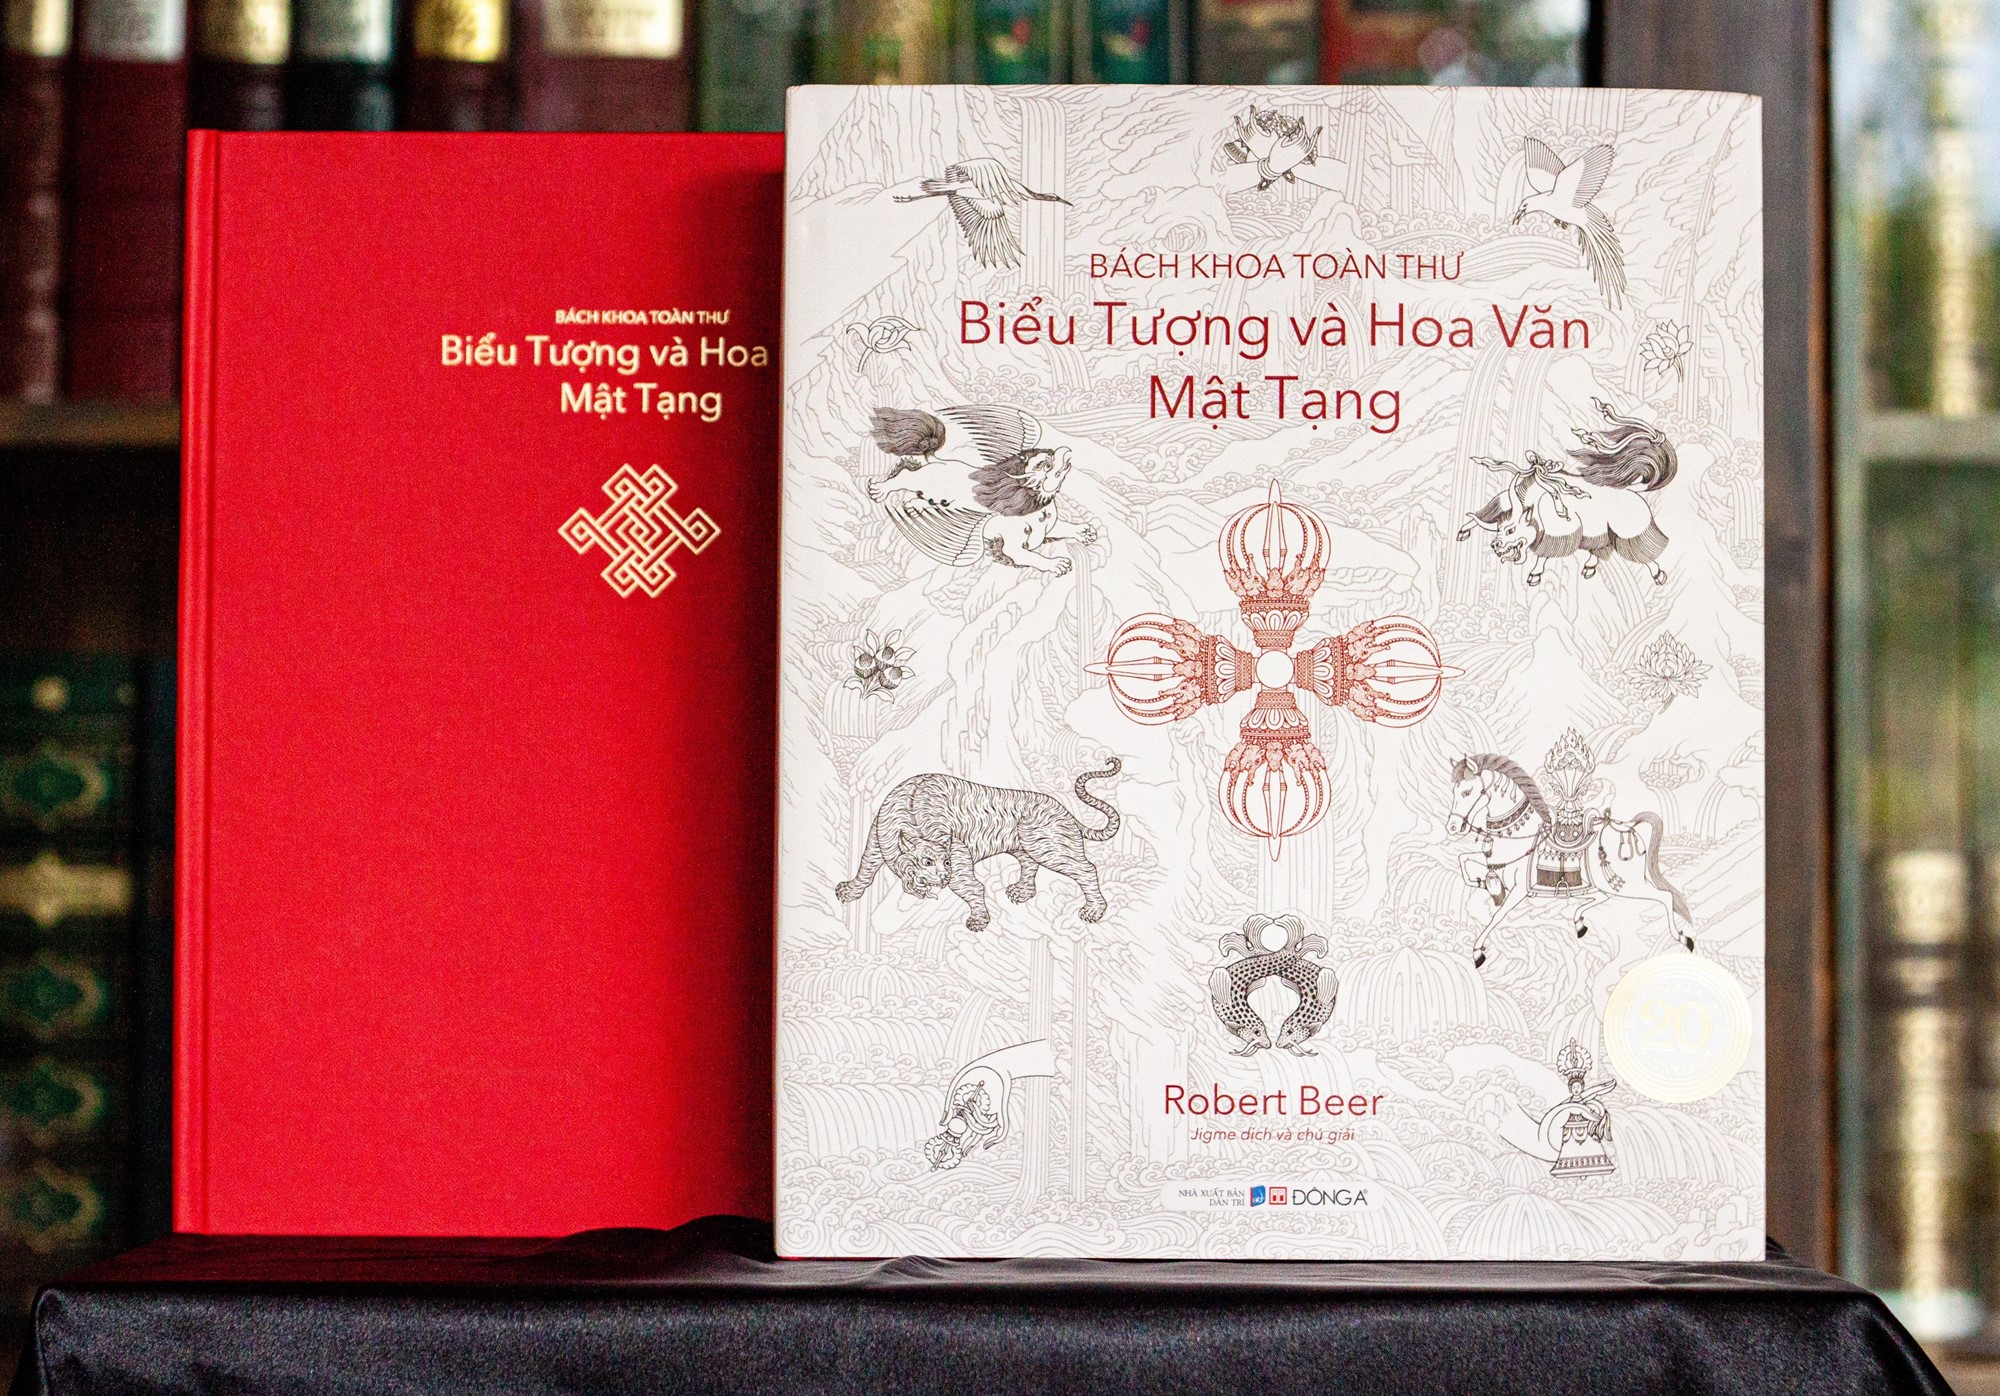 BÁCH KHOA TOÀN THƯ
Biểu Tượng và Hoa
Mật Tạng
BÁCH KHOA TOÀN THƯ
Biểu Tượng và Hoa Văn
Mật Tạng
20
Robert Beer
Jigme dịch và chú giải
NHÀ XUẤT BẢN
DÂN TRÍ
ĐÔNG A